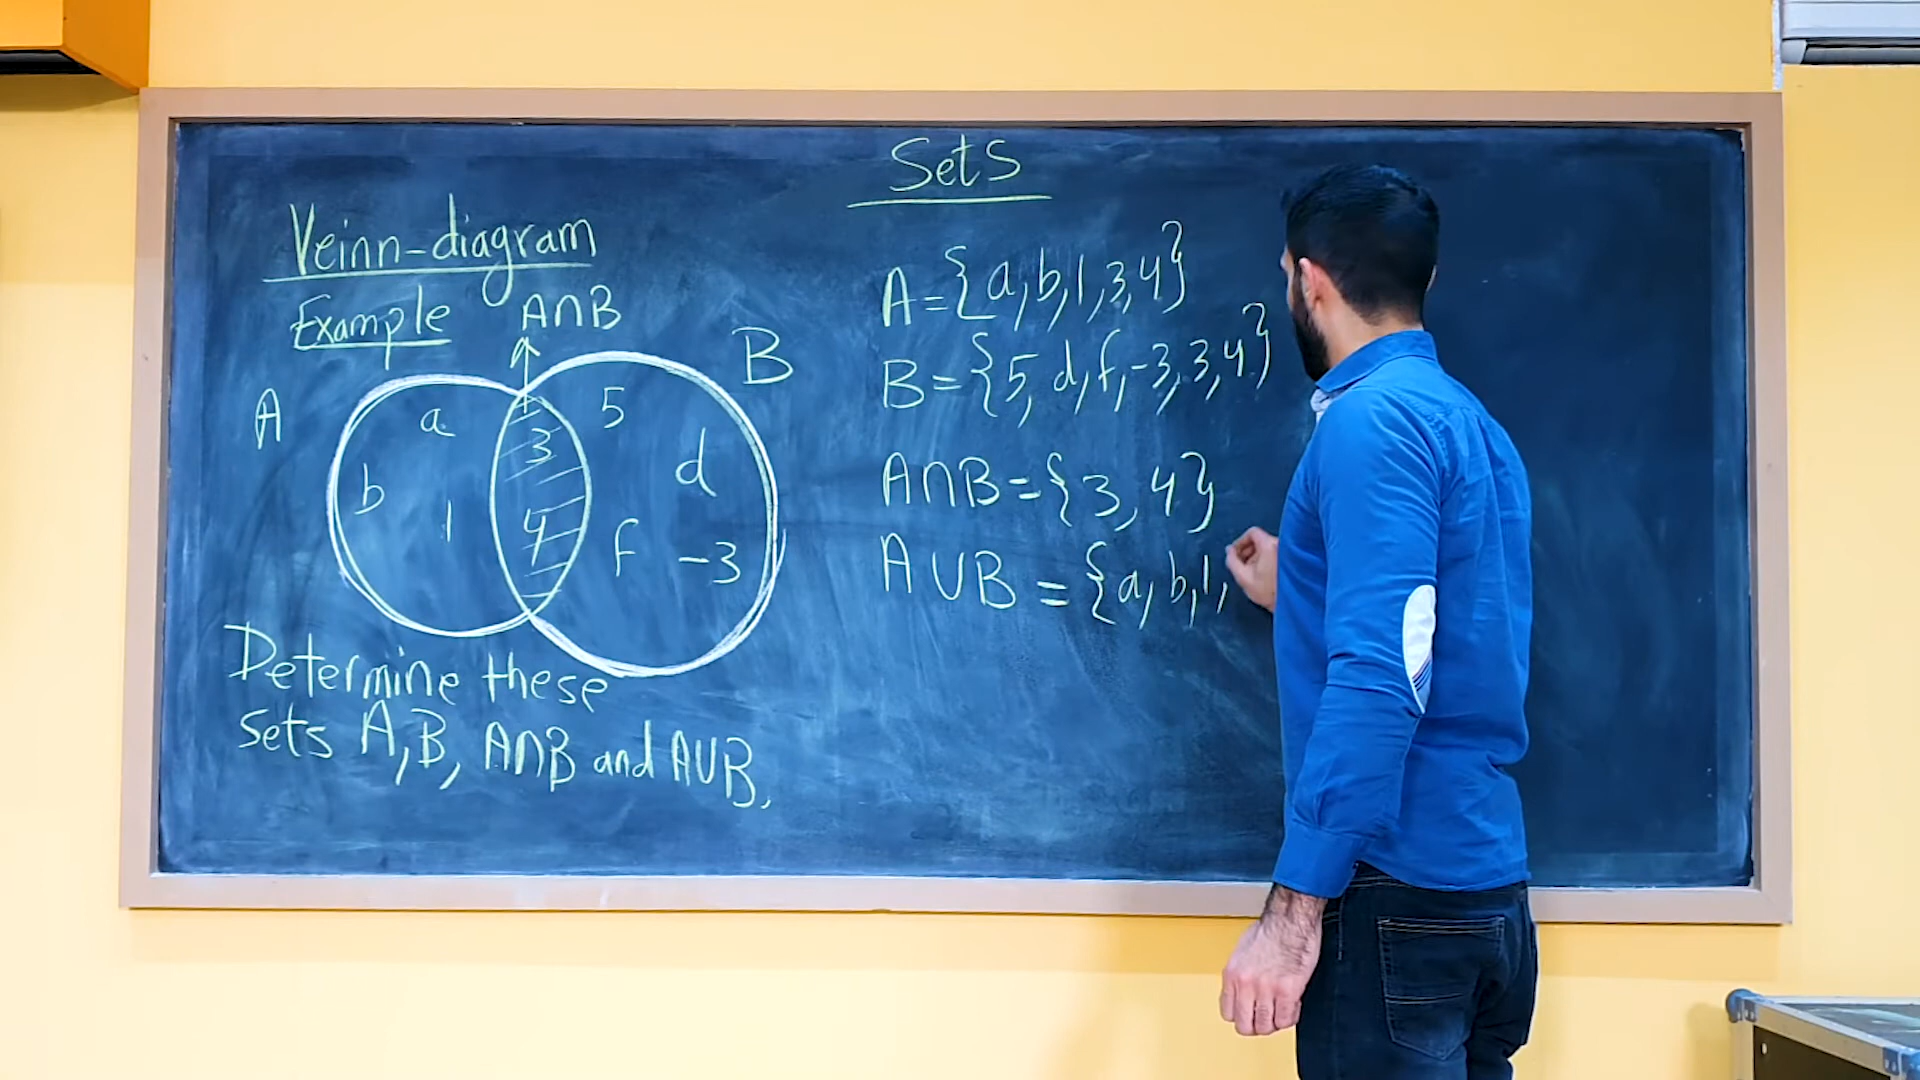 Sets
Veinn-diagram
Example
A∩B
A
B
a
b
1
3
4
5
d
f
-3
Determine these
sets A,B, A∩B and A∪B.
A={a,b,1,3,4}
B={5,d,f,-3,3,4}
A∩B={3,4}
A∪B={a,b,1,